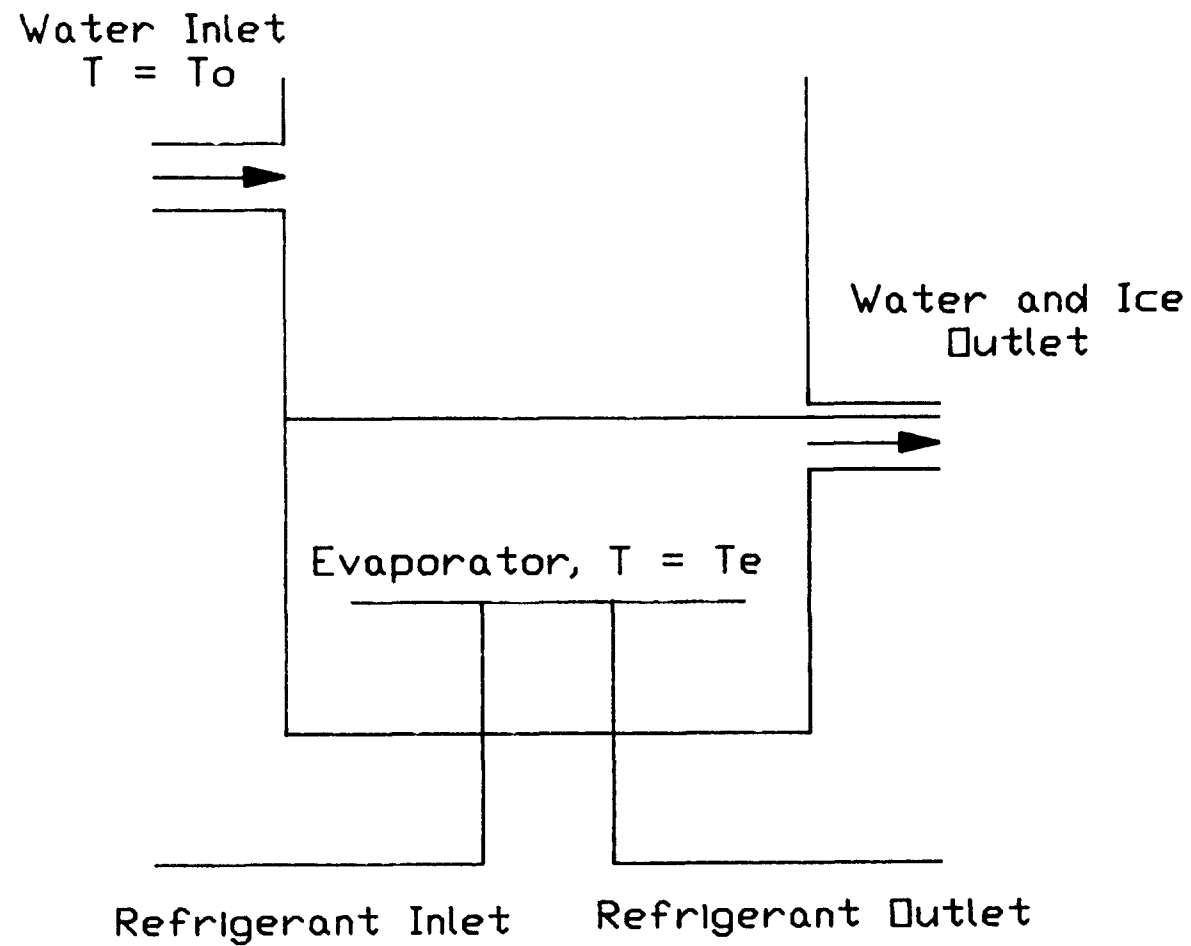 Water Inlet
T = To
Water and Ice
Outlet
Evaporator, T = Te
Refrigerant Inlet
Refrigerant Outlet